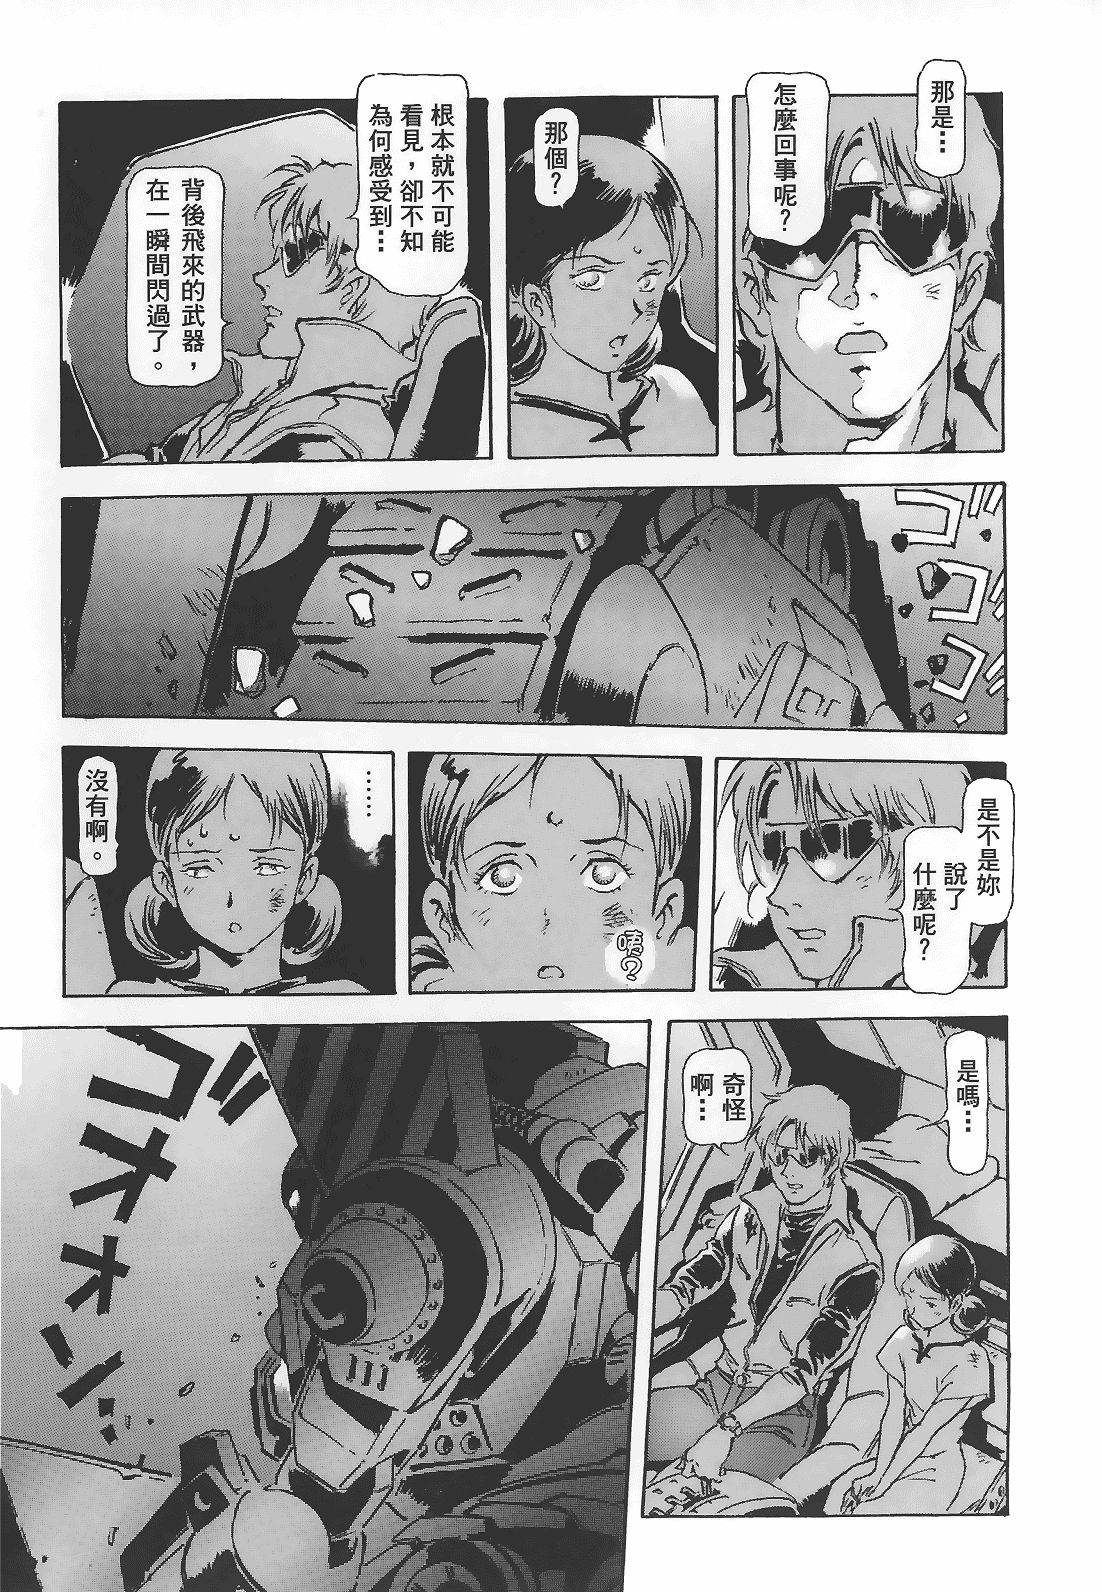 那是…
怎麼回事呢?
那個?
根本就不可能
看見，卻不知
為何感受到…
背後飛來的武器，
在一瞬間閃過了。
ゴゴゴ
是不是妳
說了
什麼呢?
唔?
……
沒有啊。
是嗎…
奇怪
啊…
ゴオオン…